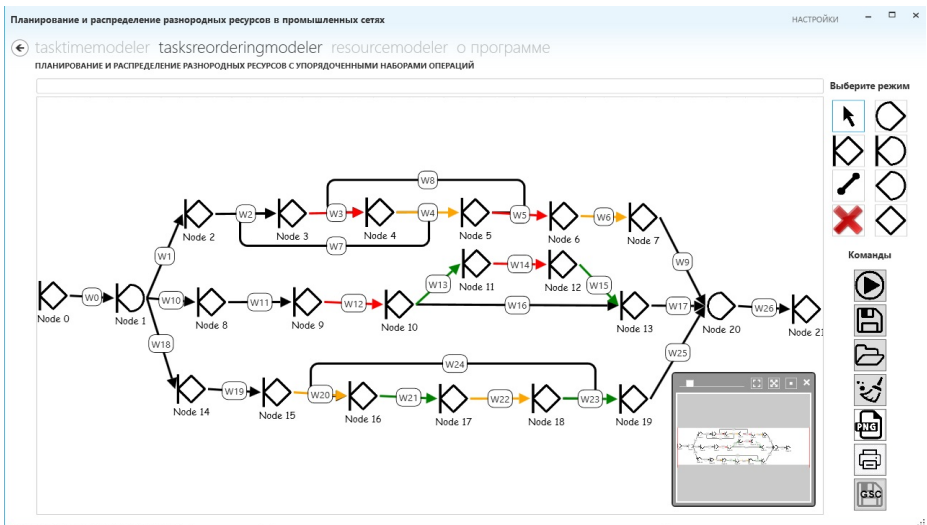 Планирование и распределение разнородных ресурсов в промышленных сетях
НАСТРОЙКИ
tasktimemodeler tasksreorderingmodeler resourcemodeler о программе
ПЛАНИРОВАНИЕ И РАСПРЕДЕЛЕНИЕ РАЗНОРОДНЫХ РЕСУРСОВ С УПОРЯДОЧЕННЫМИ НАБОРАМИ ОПЕРАЦИЙ
Выберите режим
W8
W2 W3 W4 W5 W6
Node 2 Node 3 Node 4 Node 5 Node 6 Node 7
W7
W1 W9
W14
W13 Node 11 Node 12 W15
W0 W10 W11 W12 W16 W17 W26
Node 0 Node 1 Node 8 Node 9 Node 10 Node 13 Node 20 Node 21
W18 W25
W24
W19 W20 W21 W22 W23
Node 14 Node 15 Node 16 Node 17 Node 18 Node 19
Команды
PNG
GSC